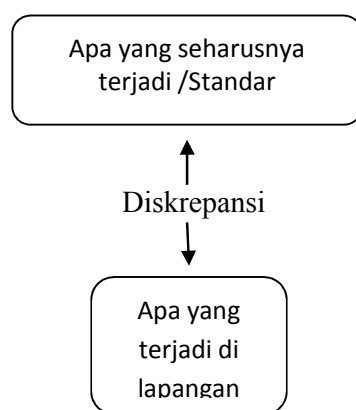 Apa yang seharusnya
terjadi /Standar
Diskrepansi
Apa yang
terjadi di
lapangan